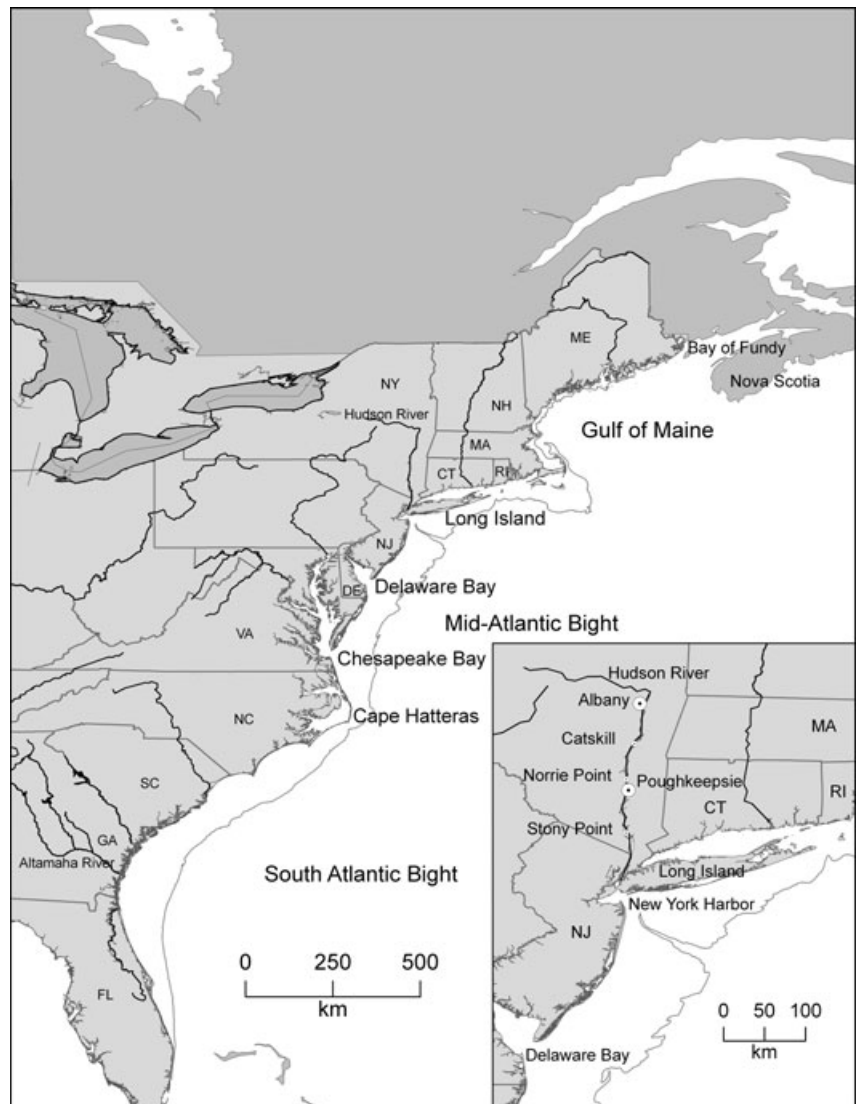 ME
Bay of Fundy
NY
Nova Scotia
Hudson River
NH
Gulf of Maine
MA
CT
RI
Long Island
NJ
Delaware Bay
DE
Mid-Atlantic Bight
VA
Chesapeake Bay
NC
Cape Hatteras
SC
GA
Altamaha River
South Atlantic Bight
0 250 500
km
FL
Hudson River
Albany
MA
Catskill
Norrie Point
Poughkeepsie
RI
CT
Stony Point
Long Island
New York Harbor
NJ
0 50 100
km
Delaware Bay